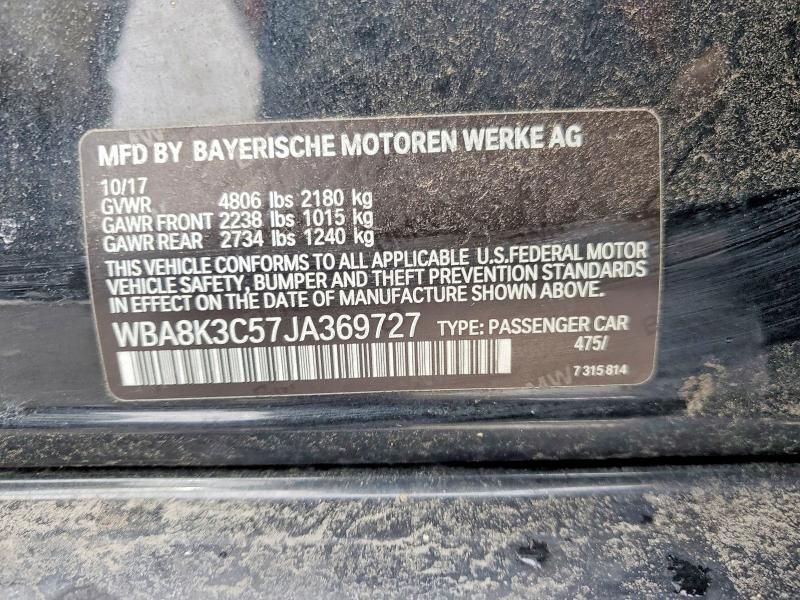 MFD BY BAYERISCHE MOTOREN WERKE AG
10/17
GVWR 4806 lbs 2180 kg
GAWR FRONT 2238 lbs 1015 kg
GAWR REAR 2734 lbs 1240 kg
THIS VEHICLE CONFORMS TO ALL APPLICABLE U.S.FEDERAL MOTOR
VEHICLE SAFETY, BUMPER AND THEFT PREVENTION STANDARDS
IN EFFECT ON THE DATE OF MANUFACTURE SHOWN ABOVE.
WBA8K3C57JA369727 TYPE: PASSENGER CAR
475/
7 315 814